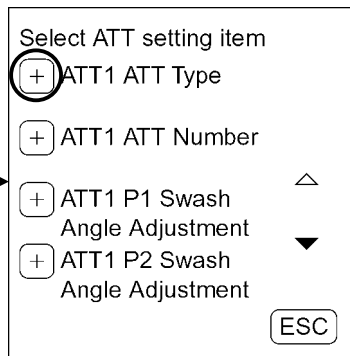 Select ATT setting item
+ ATT1 ATT Type
+ ATT1 ATT Number
+ ATT1 P1 Swash
Angle Adjustment
+ ATT1 P2 Swash
Angle Adjustment
ESC